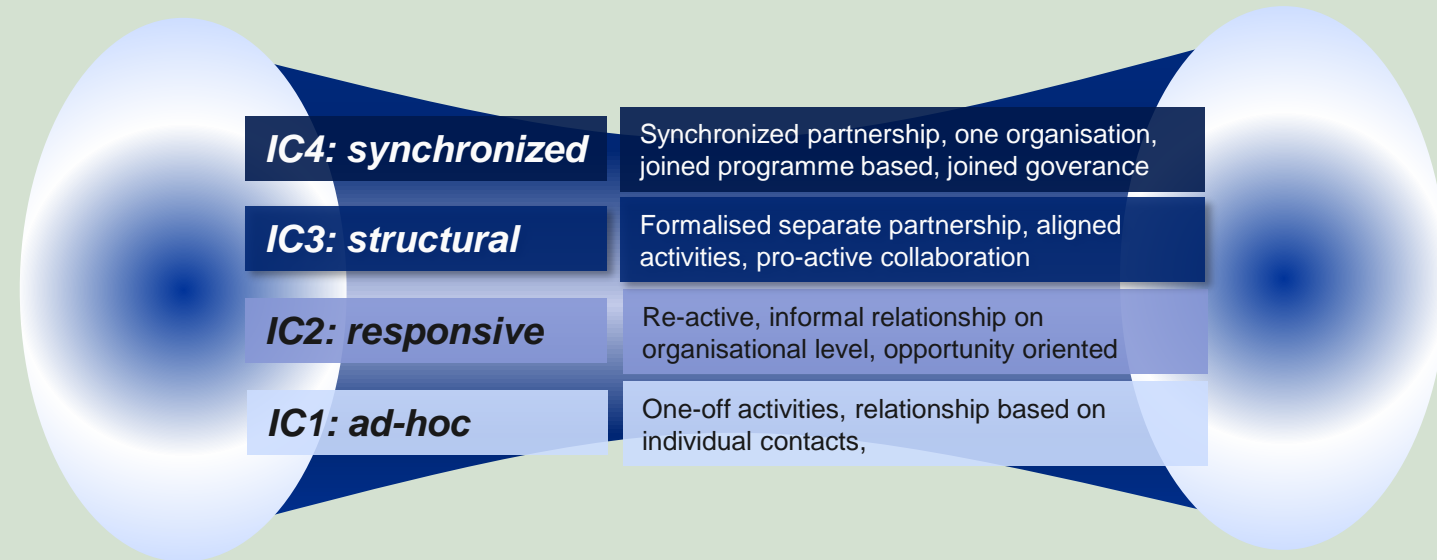 IC4: synchronized
Synchronized partnership, one organisation,
joined programme based, joined goverance
IC3: structural
Formalised separate partnership, aligned
activities, pro-active collaboration
IC2: responsive
Re-active, informal relationship on
organisational level, opportunity oriented
IC1: ad-hoc
One-off activities, relationship based on
individual contacts,